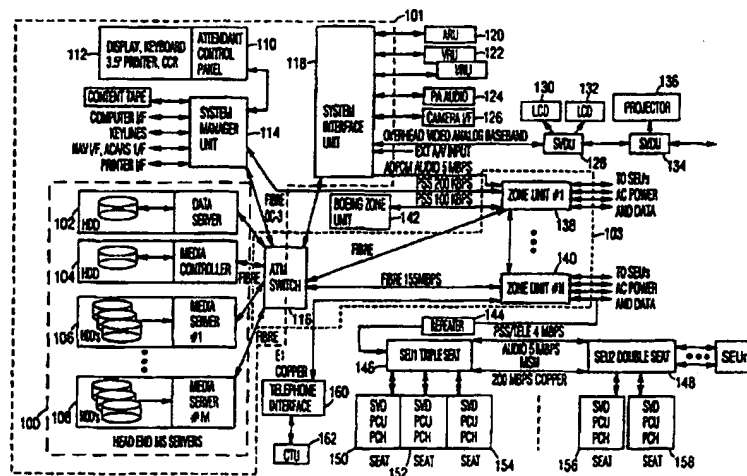 101
112
DISPLAY, KEYBOARD
3.5" PRINTER, CCR
ATTENDANT
CONTROL
PANEL
110
118
SYSTEM
INTERFACE
UNIT
ARU
120
VRU
122
VRU
PA AUDIO
124
CAMERA I/F
126
OVERHEAD VIDEO ANALOG BASEBAND
EXT A/V INPUT
ADPCM AUDIO 5 MBPS
130
LCD
132
LCD
136
PROJECTOR
SVDU
128
SVDU
134
CONTENT TAPE
COMPUTER I/F
KEYLINES
NAV I/F, ACARS I/F
PRINTER I/F
SYSTEM
MANAGER
UNIT
114
FIBRE
OC-3
PSS 200 KBPS
PSS 100 KBPS
BOEING ZONE
UNIT
142
ZONE UNIT #1
138
TO SEU's
AC POWER
AND DATA
103
140
ZONE UNIT #N
TO SEU's
AC POWER
AND DATA
102
HDD
DATA
SERVER
104
HDD
MEDIA
CONTROLLER
FIBRE
106
HDD's
MEDIA
SERVER
#1
108
HDD's
MEDIA
SERVER
#M
100
HEAD END MS SERVERS
ATM
SWITCH
116
FIBRE
FIBRE 155MBPS
FIBRE
E1
COPPER
TELEPHONE
INTERFACE
160
CTU
162
REPEATER
144
146
SEU1 TRIPLE SEAT
PSS/TELE 4 MBPS
AUDIO 5 MBPS
MSM
200 MBPS COPPER
SEU2 DOUBLE SEAT
148
SEUn
SVD
PCU
PCH
SVD
PCU
PCH
SVD
PCU
PCH
150
SEAT
152
SEAT
SEAT
154
SVD
PCU
PCH
SVD
PCU
PCH
156
SEAT
SEAT
158